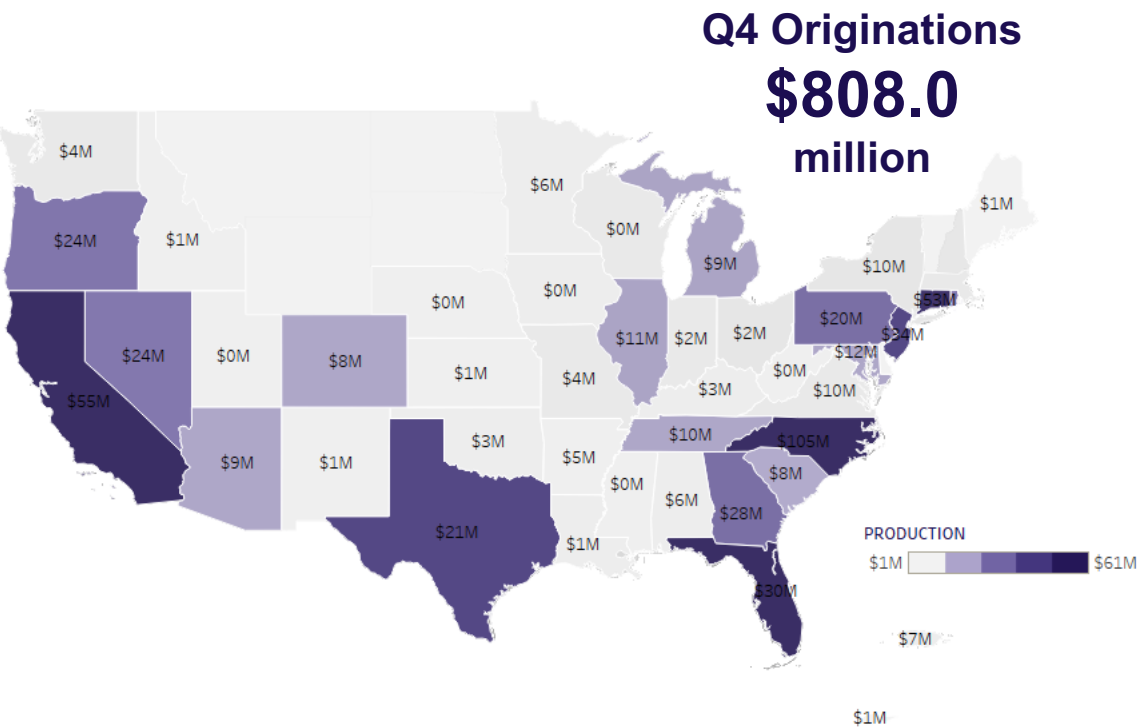 Q4 Originations
$808.0
million
$4M
$6M
$1M
$0M
$24M
$1M
$10M
$9M
$0M
$0M
$53M
$20M
$34M
$11M
$2M
$2M
$24M
$0M
$8M
$12M
$1M
$4M
$0M
$3M
$10M
$55M
$10M
$105M
$3M
$9M
$1M
$5M
$8M
$0M
$6M
$28M
$21M
$1M
PRODUCTION
$1M
$61M
$30M
$7M
$1M